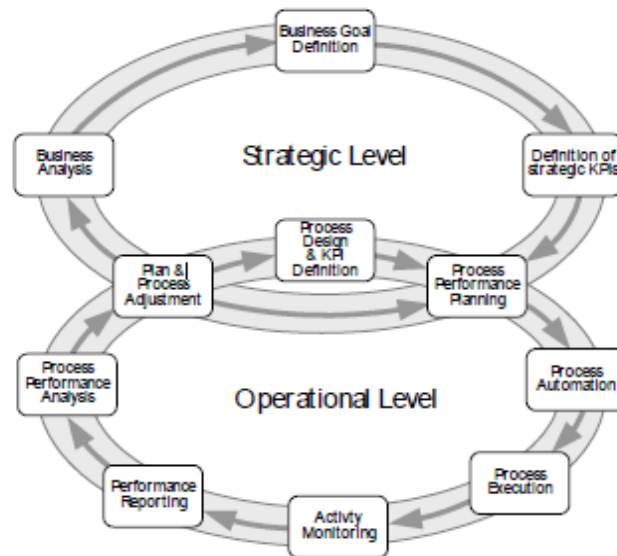 Business Goal
Definition
Business
Analysis
Strategic Level
Definition of
strategic KPIs
Process
Design
& KPI
Definition
Plan &
Process
Adjustment
Process
Performance
Planning
Process
Performance
Analysis
Operational Level
Process
Automation
Performance
Reporting
Process
Execution
Activty
Monitoring